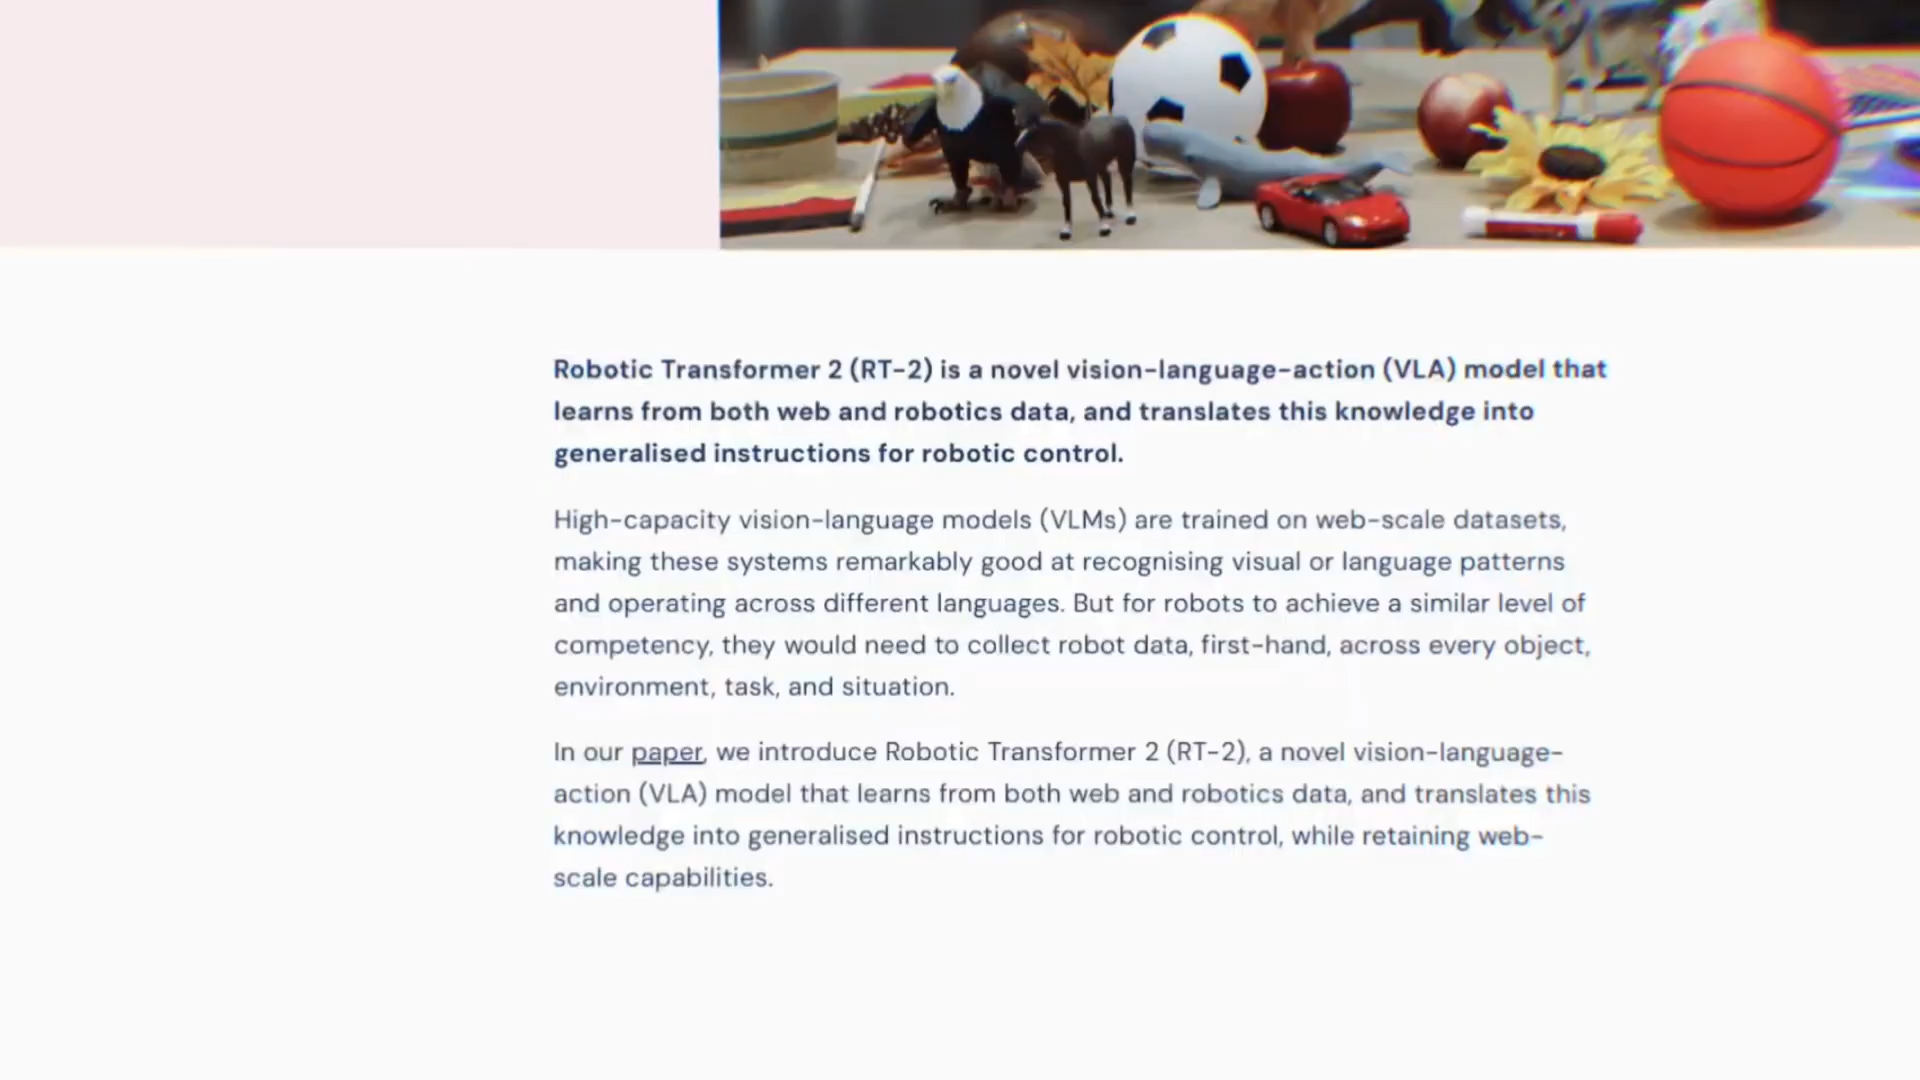 Robotic Transformer 2 (RT-2) is a novel vision-language-action (VLA) model that
learns from both web and robotics data, and translates this knowledge into
generalised instructions for robotic control.
High-capacity vision-language models (VLMs) are trained on web-scale datasets,
making these systems remarkably good at recognising visual or language patterns
and operating across different languages. But for robots to achieve a similar level of
competency, they would need to collect robot data, first-hand, across every object,
environment, task, and situation.
In our paper, we introduce Robotic Transformer 2 (RT-2), a novel vision-language-
action (VLA) model that learns from both web and robotics data, and translates this
knowledge into generalised instructions for robotic control, while retaining web-
scale capabilities.